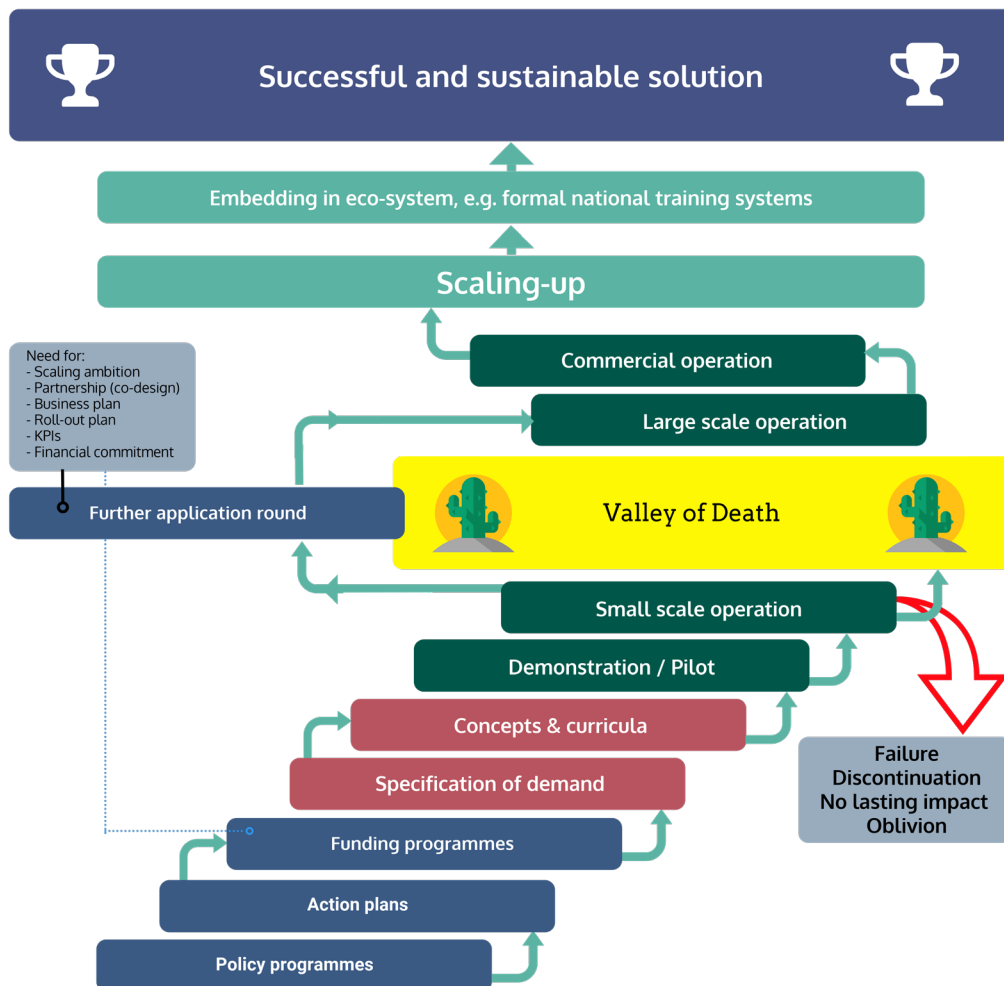 Successful and sustainable solution
Embedding in eco-system, e.g. formal national training systems
Scaling-up
Commercial operation
Need for:
- Scaling ambition
- Partnership (co-design)
- Business plan
- Roll-out plan
- KPIs
- Financial commitment
Large scale operation
Further application round
Valley of Death
Small scale operation
Demonstration / Pilot
Concepts & curricula
Failure
Discontinuation
No lasting impact
Oblivion
Specification of demand
Funding programmes
Action plans
Policy programmes